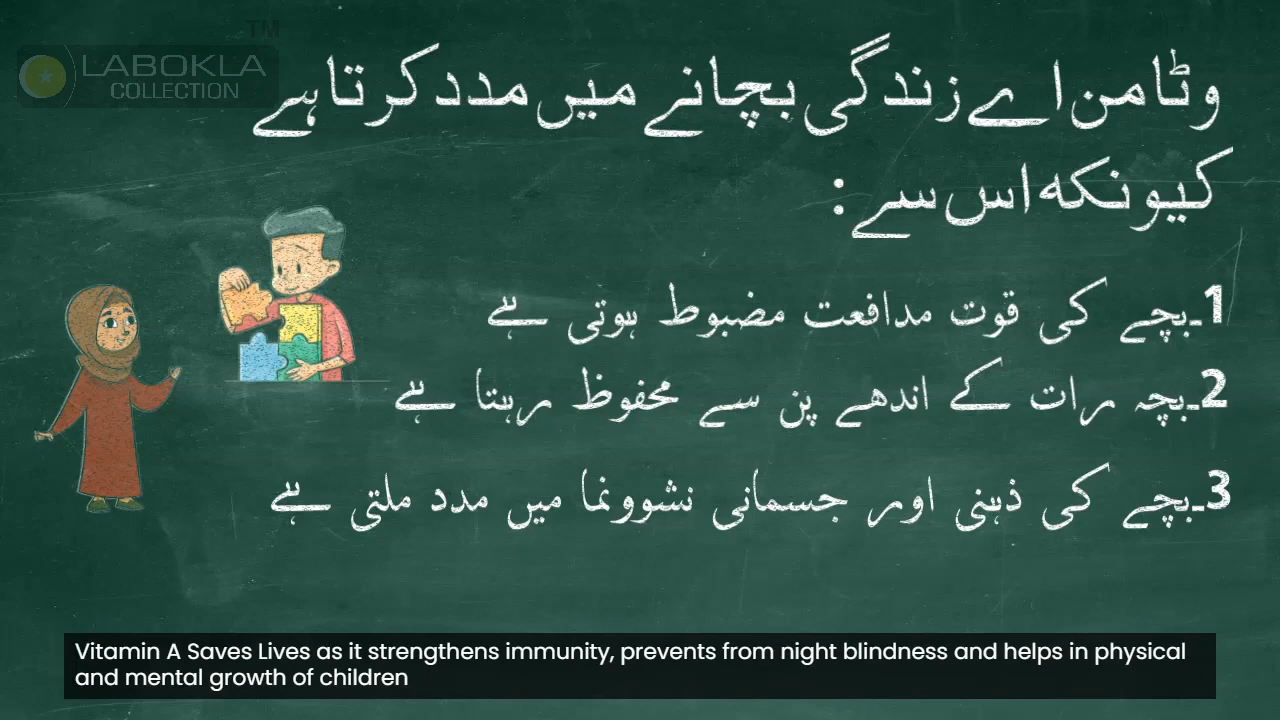 TM
LABOKLA
COLLECTION
وٹامن اے زندگی بچانے میں مدد کرتا ہے
کیونکہ اس سے:
1۔بچے کی قوت مدافعت مضبوط ہوتی ہے
2۔بچہ رات کے اندھے پن سے محفوظ رہتا ہے
3۔بچے کی ذہنی اور جسمانی نشوونما میں مدد ملتی ہے
Vitamin A Saves Lives as it strengthens immunity, prevents from night blindness and helps in physical
and mental growth of children